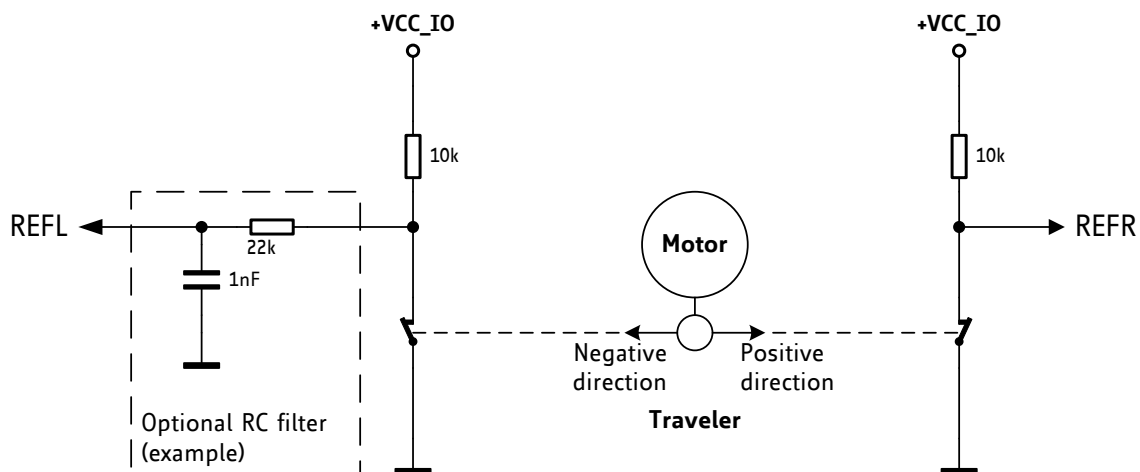 +VCC_IO
+VCC_IO
10k
10k
REFL
22k
1nF
Motor
REFR
Negative
direction
Positive
direction
Traveler
Optional RC filter
(example)